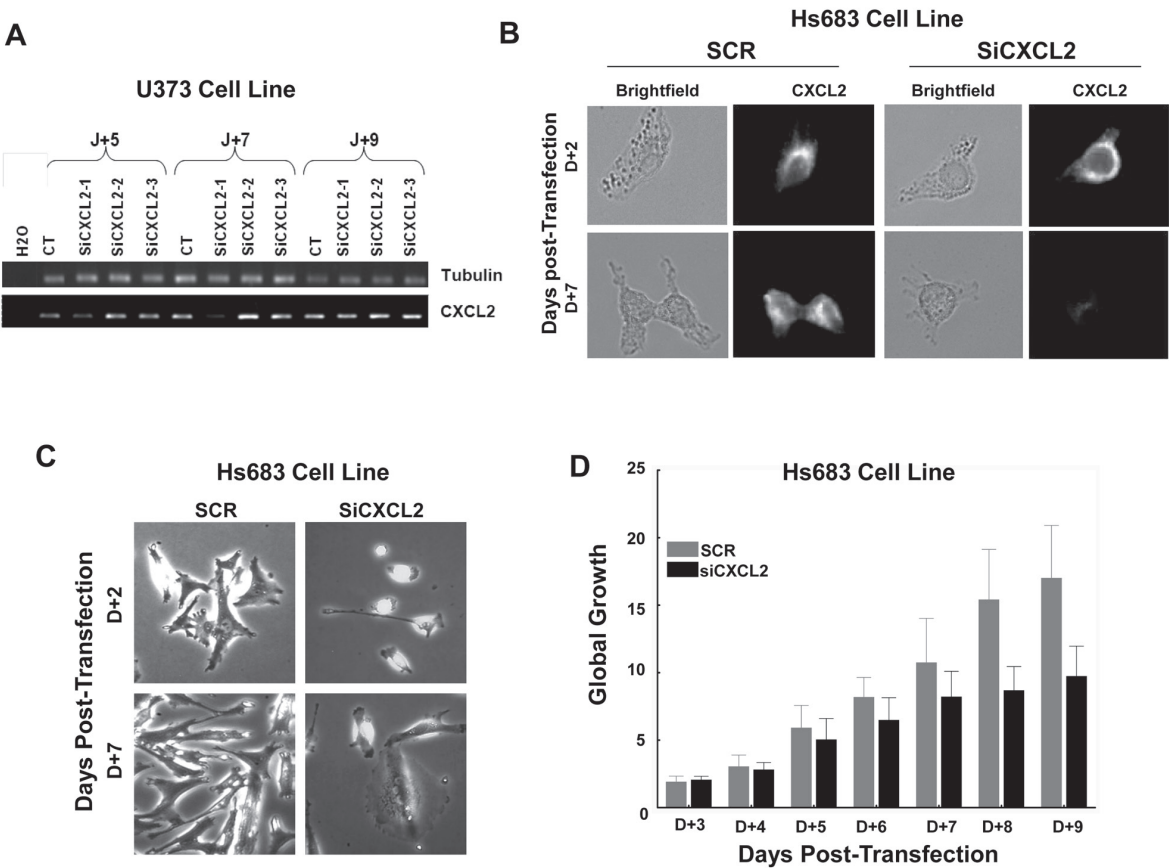 A
U373 Cell Line
J+5 J+7 J+9
H2O CT SiCXCL2-1 SiCXCL2-2 SiCXCL2-3 CT SiCXCL2-1 SiCXCL2-2 SiCXCL2-3 CT SiCXCL2-1 SiCXCL2-2 SiCXCL2-3
Tubulin
CXCL2
B
Hs683 Cell Line
SCR SiCXCL2
Brightfield CXCL2 Brightfield CXCL2
Days post-Transfection
D+2
D+7
C
Hs683 Cell Line
SCR SiCXCL2
Days Post-Transfection
D+2
D+7
D
Hs683 Cell Line
SCR
siCXCL2
Global Growth
25
20
15
10
5
0
D+3 D+4 D+5 D+6 D+7 D+8 D+9
Days Post-Transfection